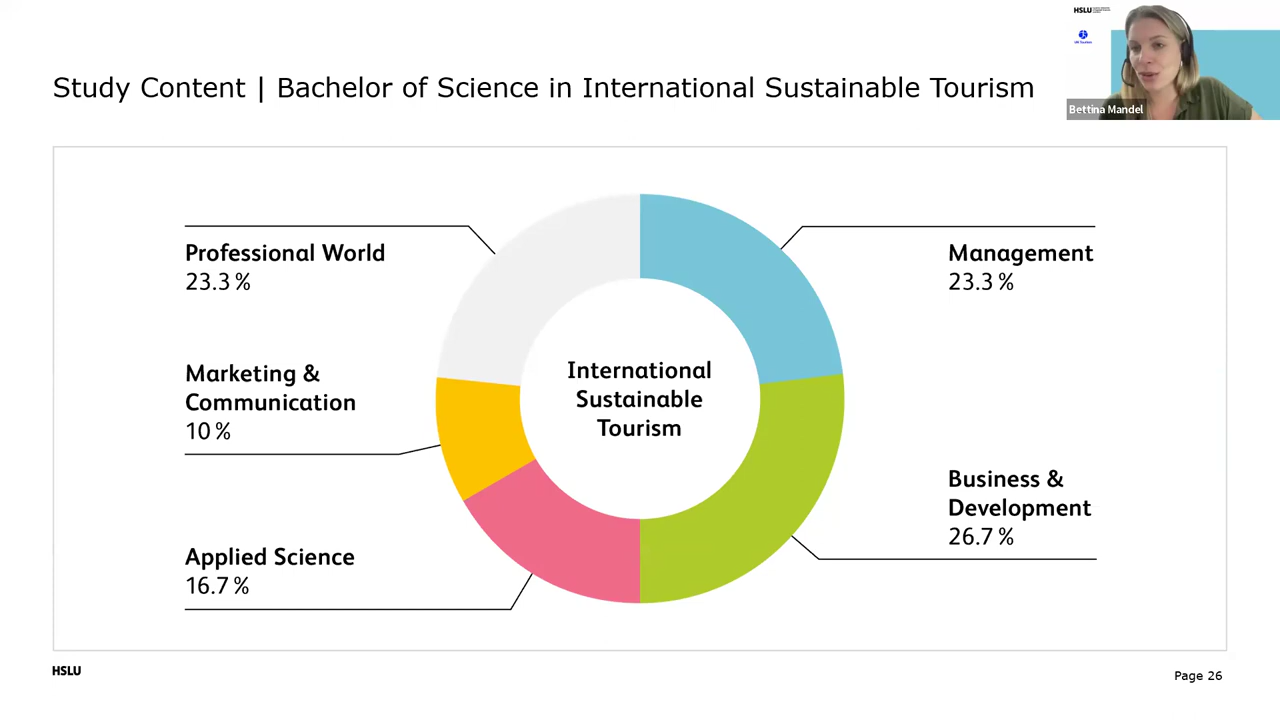 HSLU
Bettina Mandel
Study Content | Bachelor of Science in International Sustainable Tourism
Professional World
23.3 %
Marketing &
Communication
10 %
Applied Science
16.7 %
International
Sustainable
Tourism
Management
23.3 %
Business &
Development
26.7 %
HSLU
Page 26